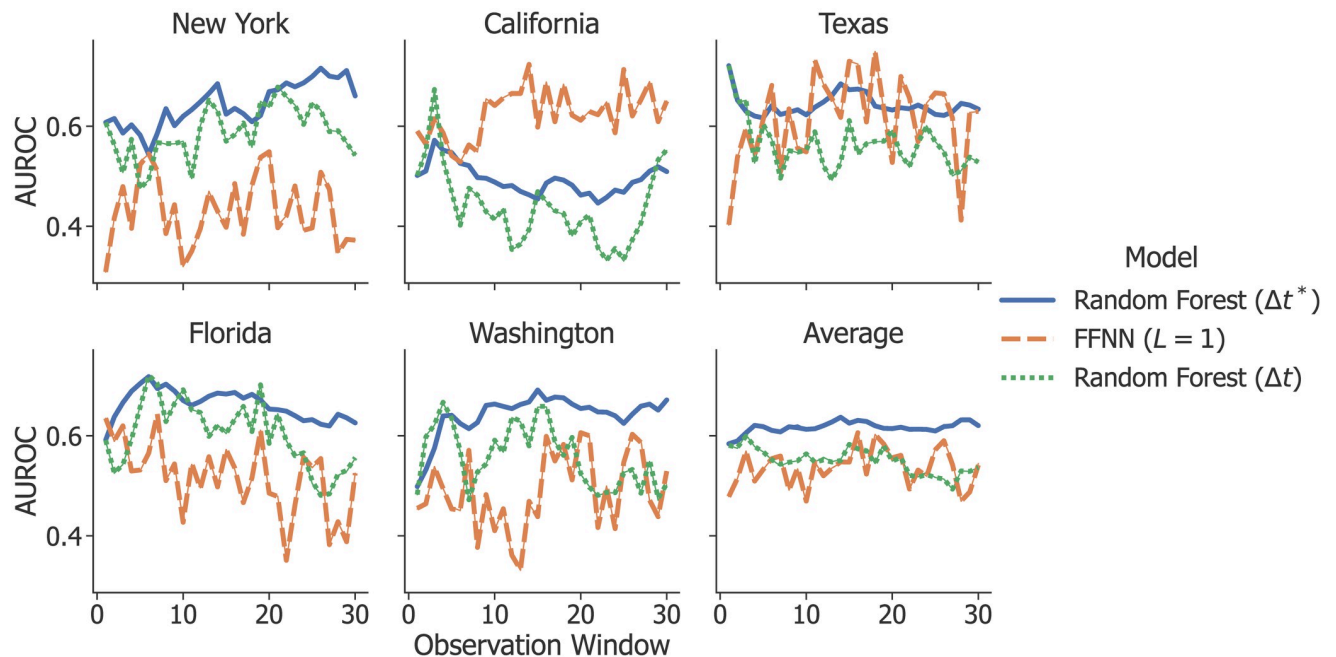 New York
California
Texas
AUROC
0.6
0.4
Model
Random Forest (Δt*)
FFNN (L = 1)
Random Forest (Δt)
Florida
Washington
Average
AUROC
0.6
0.4
0 10 20 30
0 10 20 30
0 10 20 30
Observation Window